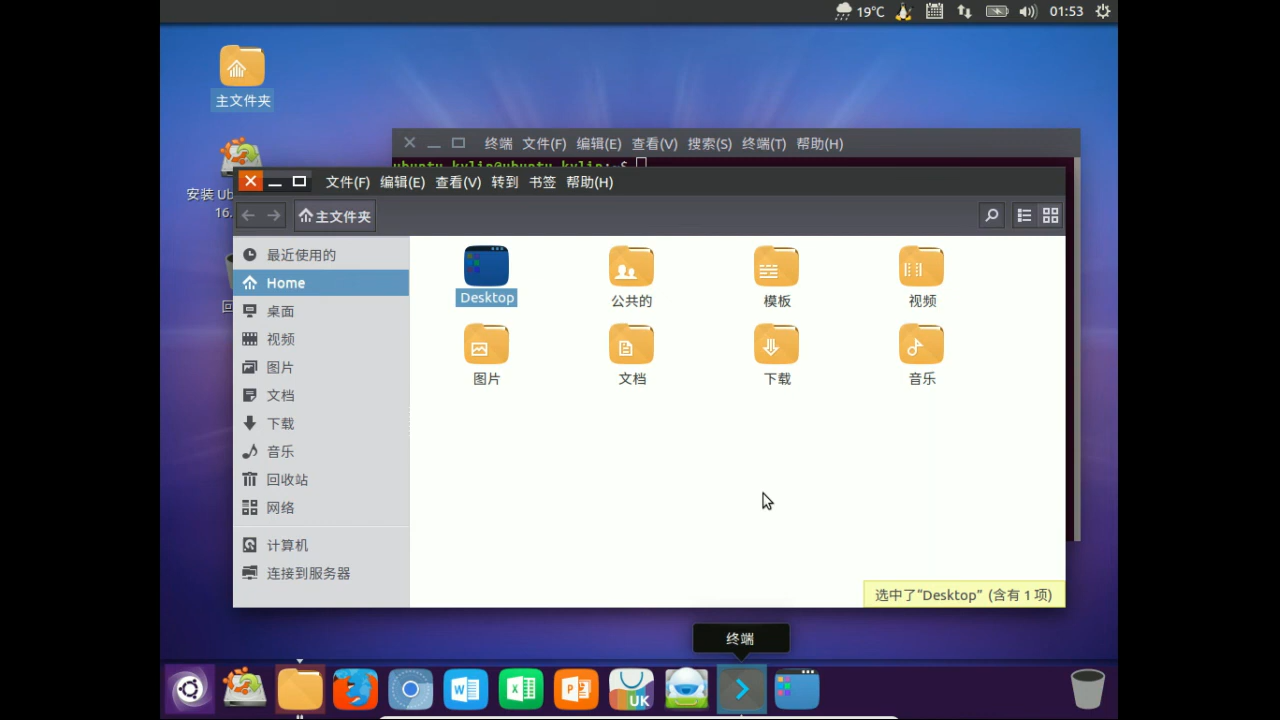 19℃ 01:53
主文件夹
安装 Ub
16.
回
终端 文件(F) 编辑(E) 查看(V) 搜索(S) 终端(T) 帮助(H)
ubuntu-kylin@ubuntu-kylin:~$
文件(F) 编辑(E) 查看(V) 转到 书签 帮助(H)
主文件夹
最近使用的
Home
桌面
视频
图片
文档
下载
音乐
回收站
网络
计算机
连接到服务器
Desktop 公共的 模板 视频
图片 文档 下载 音乐
选中了“Desktop” (含有 1 项)
终端
W X P UK